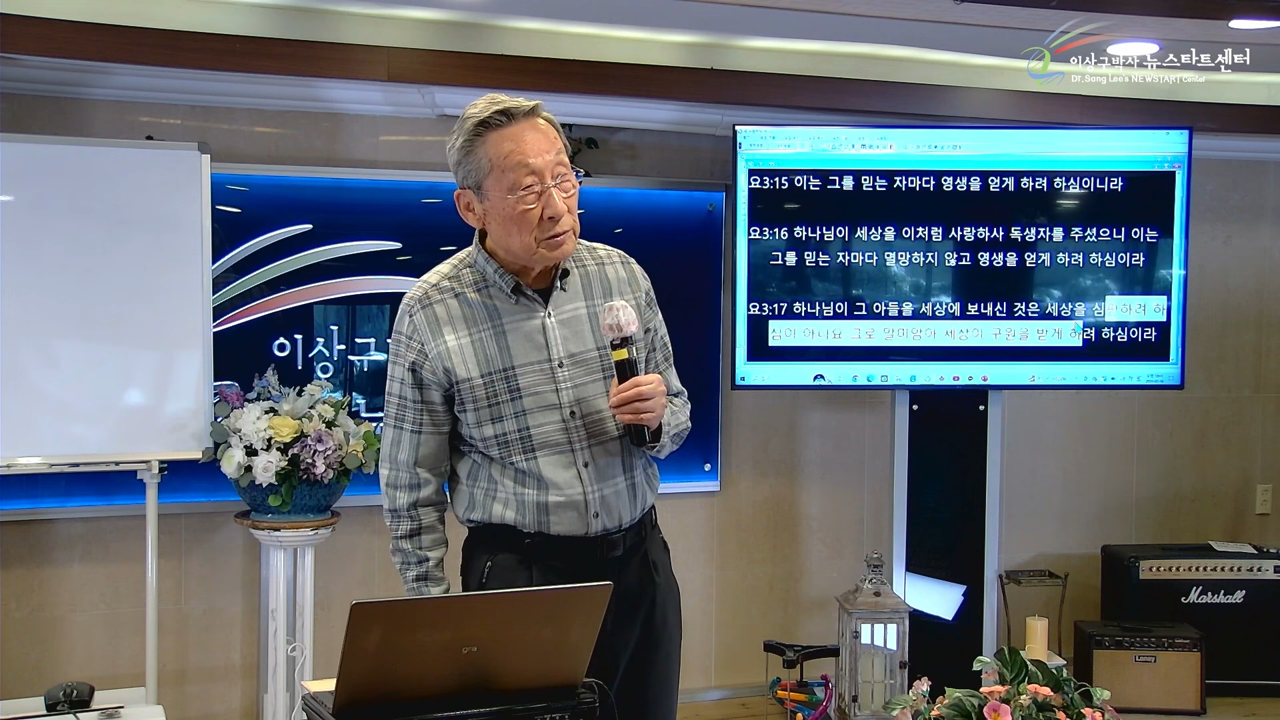 이상구박사 뉴스타트센터
Dr.Sang Lee's NEWSTART Center
요3:15 이는 그를 믿는 자마다 영생을 얻게 하려 하심이니라
요3:16 하나님이 세상을 이처럼 사랑하사 독생자를 주셨으니 이는
그를 믿는 자마다 멸망하지 않고 영생을 얻게 하려 하심이라
요3:17 하나님이 그 아들을 세상에 보내신 것은 세상을 심판하려 하
심이 아니요 그로 말미암아 세상이 구원을 받게 하려 하심이라
이상구
gram
Marshall
Laney